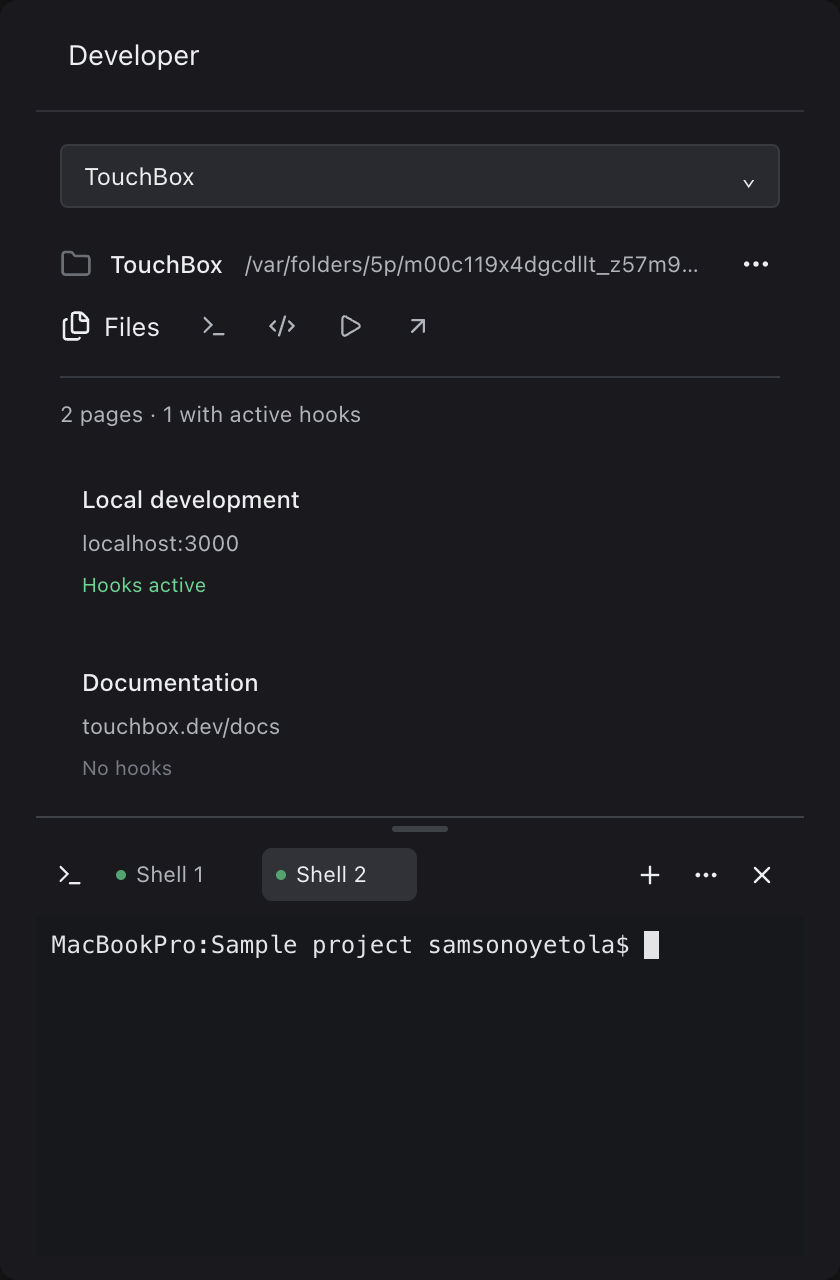 Developer
TouchBox
TouchBox /var/folders/5p/m00c119x4dgcdllt_z57m9...
Files
2 pages · 1 with active hooks
Local development
localhost:3000
Hooks active
Documentation
touchbox.dev/docs
No hooks
Shell 1 Shell 2
MacBookPro:Sample project samsonoyetola$